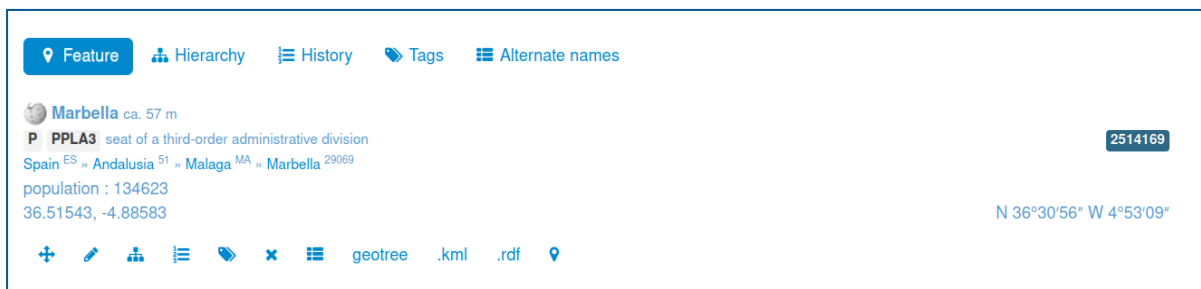 Feature Hierarchy History Tags Alternate names
Marbella ca. 57 m
P PPLA3 seat of a third-order administrative division 2514169
Spain ES » Andalusia 51 » Malaga MA » Marbella 29069
population : 134623
36.51543, -4.88583 N 36°30′56″ W 4°53′09″
geotree .kml .rdf